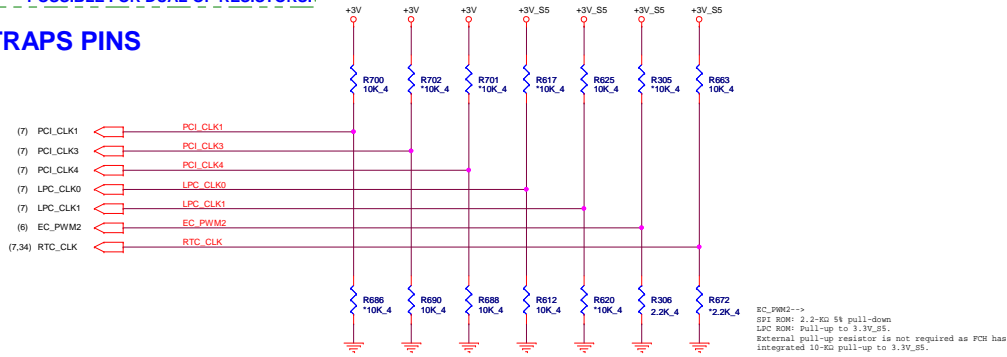 POSSIBLE FOR DUAL OP RESISTORS
TRAPS PINS
+3V +3V +3V +3V_S5 +3V_S5 +3V_S5 +3V_S5
R700 R702 R701 R617 R625 R305 R663
10K_4 *10K_4 *10K_4 *10K_4 10K_4 *10K_4 10K_4
(7) PCI_CLK1 PCI_CLK1
(7) PCI_CLK3 PCI_CLK3
(7) PCI_CLK4 PCI_CLK4
(7) LPC_CLK0 LPC_CLK0
(7) LPC_CLK1 LPC_CLK1
(6) EC_PWM2 EC_PWM2
(7,34) RTC_CLK RTC_CLK
R686 R690 R688 R612 R620 R306 R672
*10K_4 10K_4 10K_4 10K_4 *10K_4 2.2K_4 *2.2K_4
EC_PWM2-->
SPI ROM: 2.2-KΩ 5% pull-down
LPC ROM: Pull-up to 3.3V_S5.
External pull-up resistor is not required as FCH has
integrated 10-KΩ pull-up to 3.3V_S5.